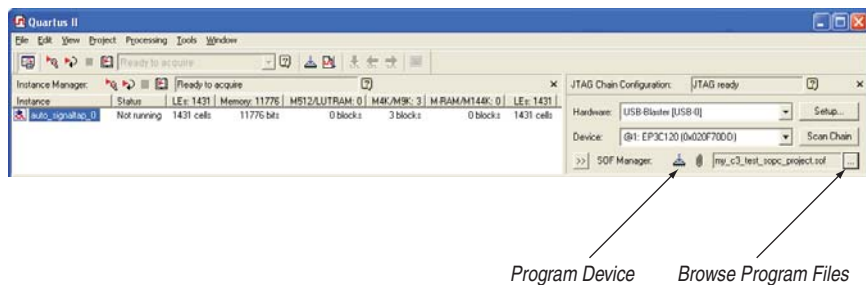 Quartus II
File Edit View Project Processing Tools Window
Ready to acquire
Instance Manager: Ready to acquire
Instance Status LEs: 1431 Memory: 11776 M512/LUTRAM: 0 M4K/M9K: 3 M-RAM/M144K: 0 LEs: 1431
auto_signaltap_0 Not running 1431 cells 11776 bits 0 blocks 3 blocks 0 blocks 1431 cells
JTAG Chain Configuration: JTAG ready
Hardware: USB-Blaster [USB-0] Setup...
Device: @1: EP3C120 (0x020F70DD) Scan Chain
>> SOF Manager: my_c3_test_sopc_project.sof ...
Program Device Browse Program Files